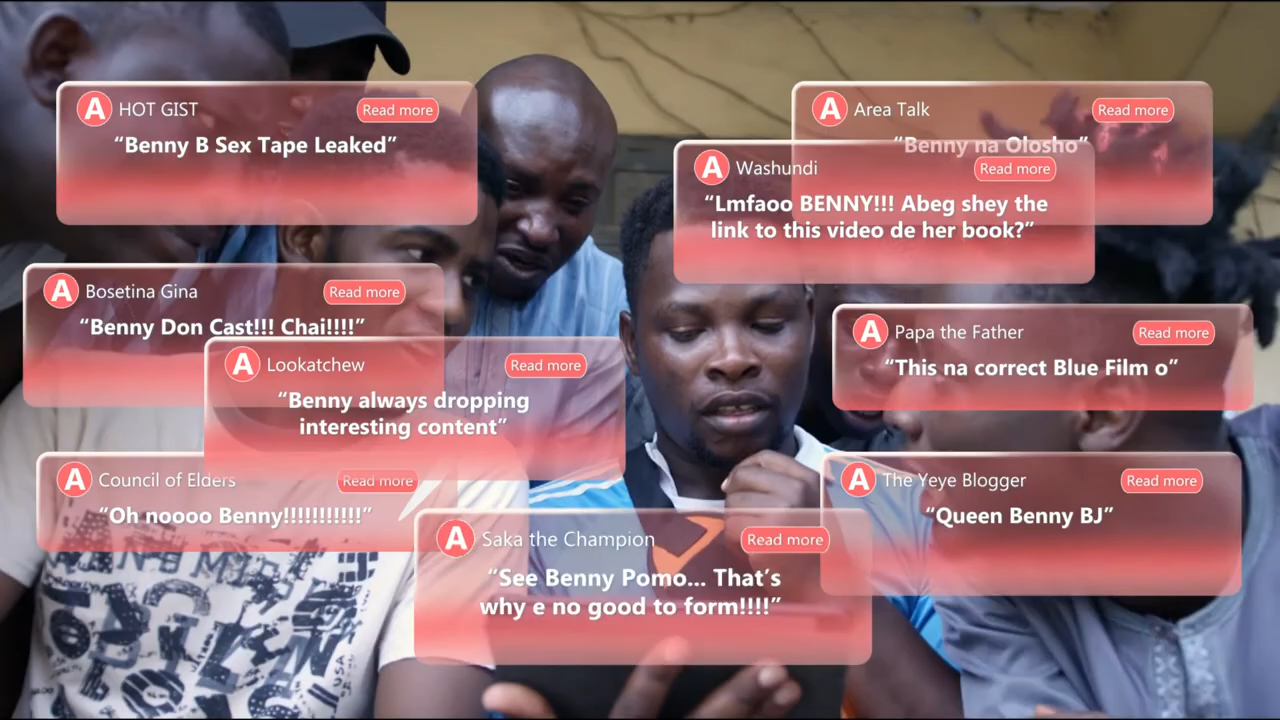 A HOT GIST Read more
“Benny B Sex Tape Leaked”
A Area Talk Read more
“Benny na Olosho”
A Washundi Read more
“Lmfaoo BENNY!!! Abeg shey the
link to this video de her book?”
A Bosetina Gina Read more
“Benny Don Cast!!! Chai!!!!”
A Lookatchew Read more
“Benny always dropping
interesting content”
A Papa the Father Read more
“This na correct Blue Film o”
A Council of Elders Read more
“Oh noooo Benny!!!!!!!!!!!”
A The Yeye Blogger Read more
“Queen Benny BJ”
A Saka the Champion Read more
“See Benny Pomo... That’s
why e no good to form!!!!”
USA